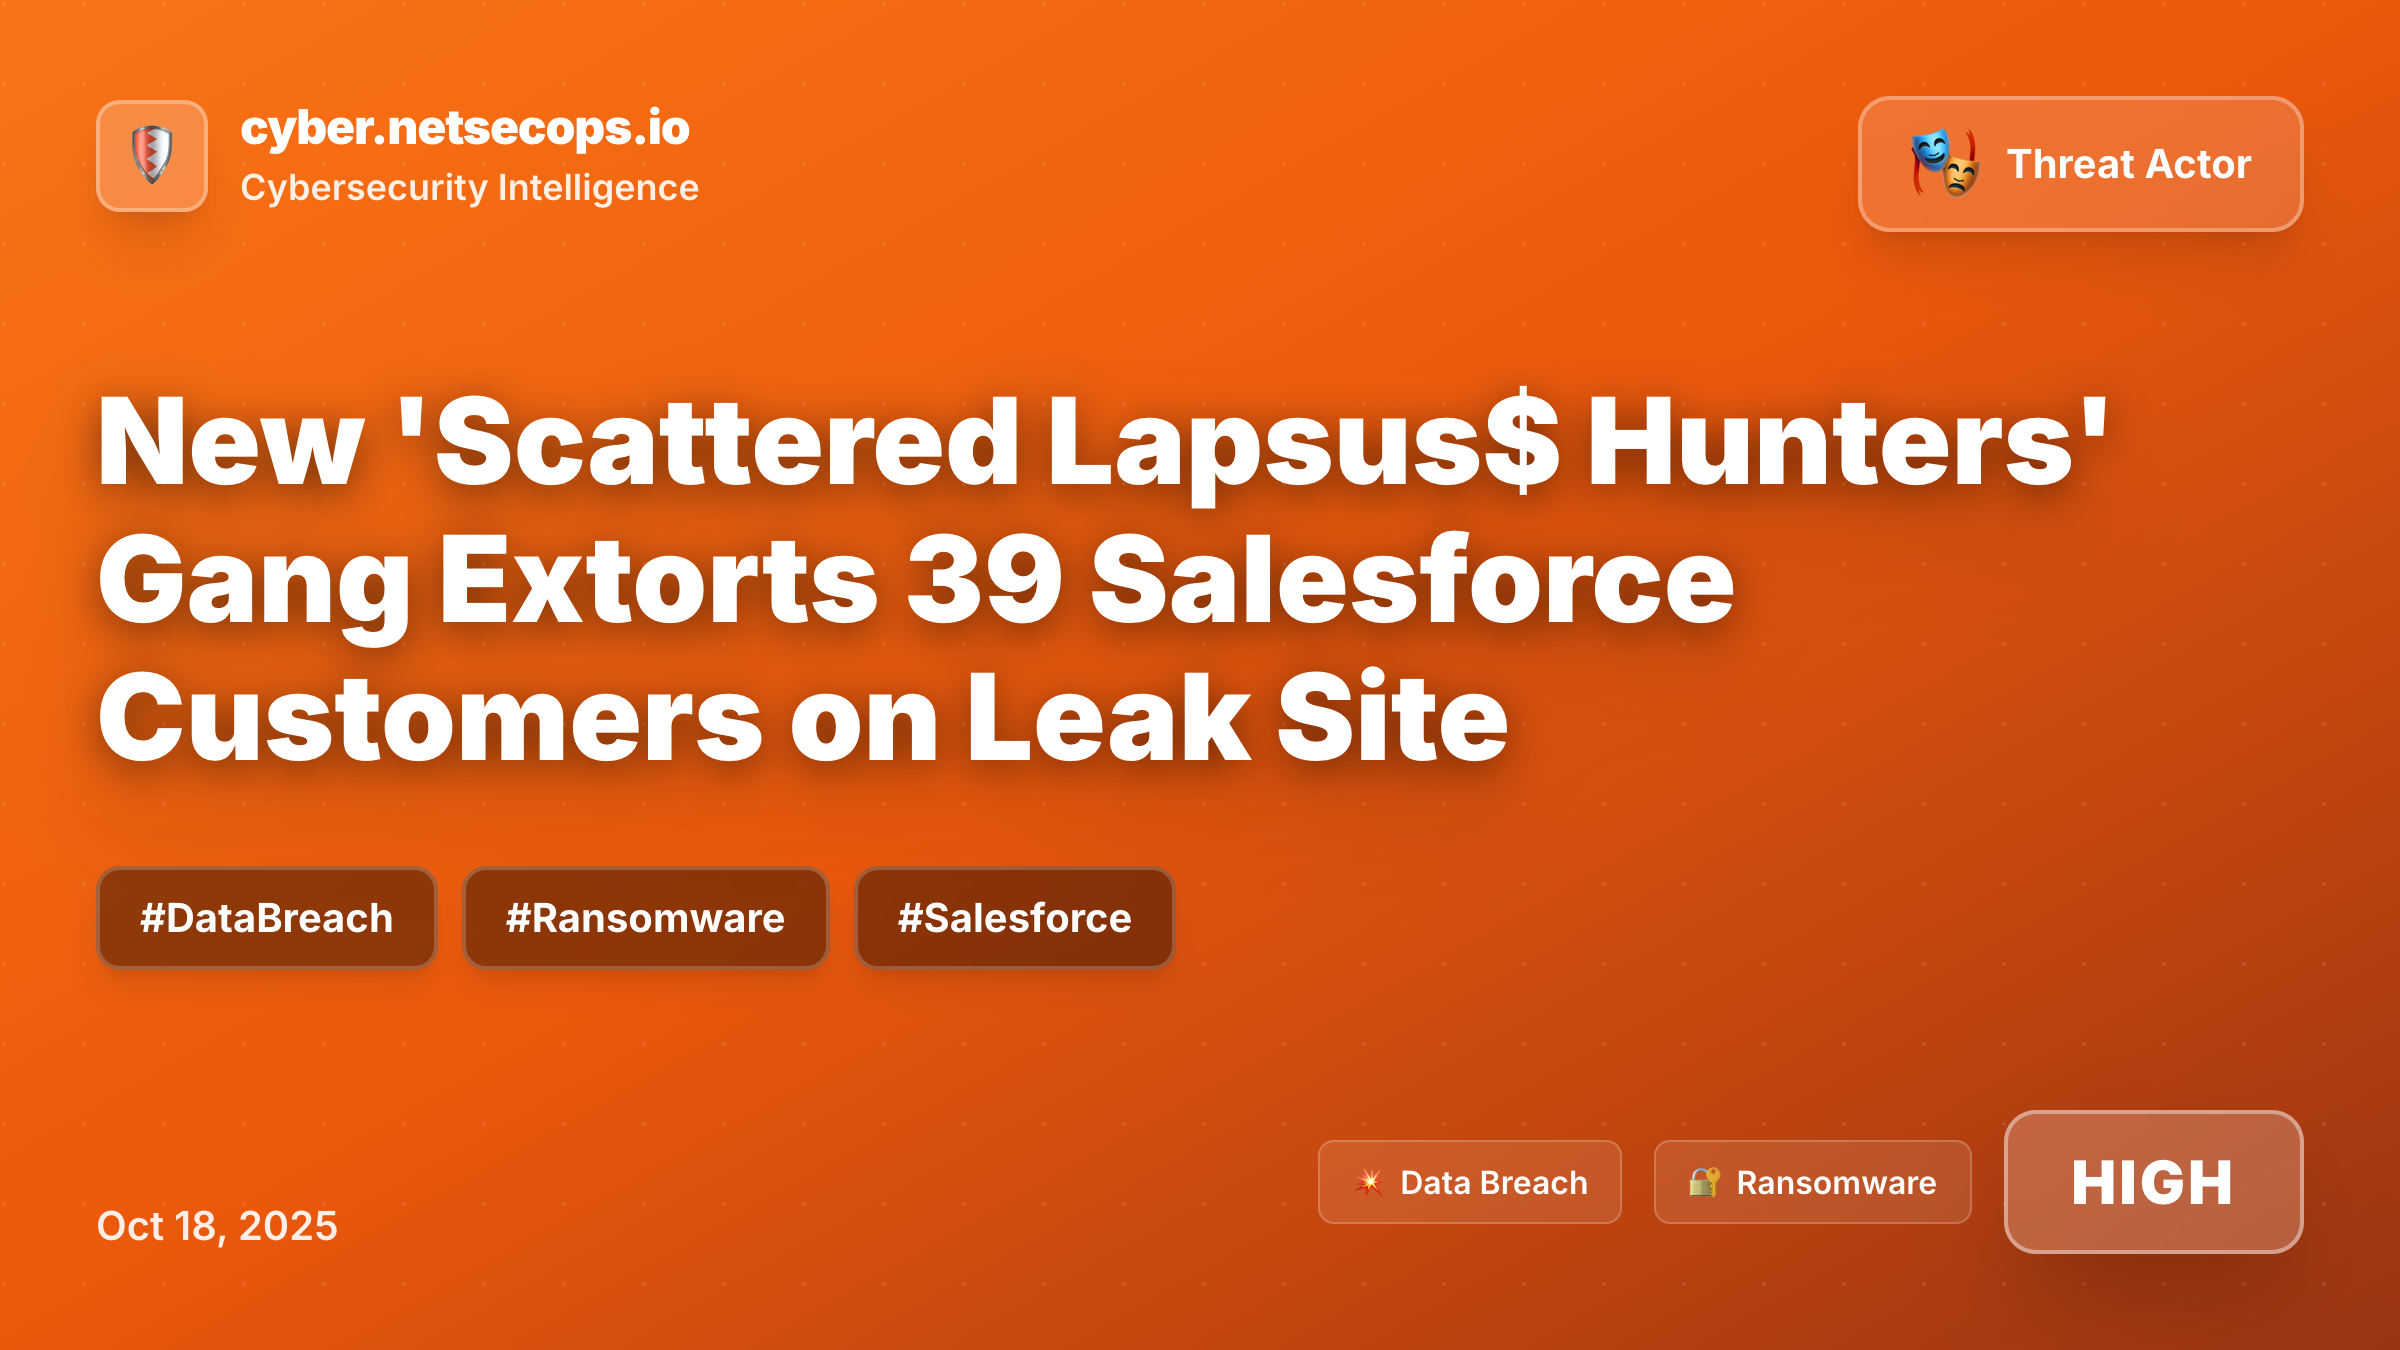 cyber.netsecops.io
Cybersecurity Intelligence
Threat Actor
New 'Scattered Lapsus$ Hunters'
Gang Extorts 39 Salesforce
Customers on Leak Site
#DataBreach
#Ransomware
#Salesforce
Oct 18, 2025
Data Breach
Ransomware
HIGH